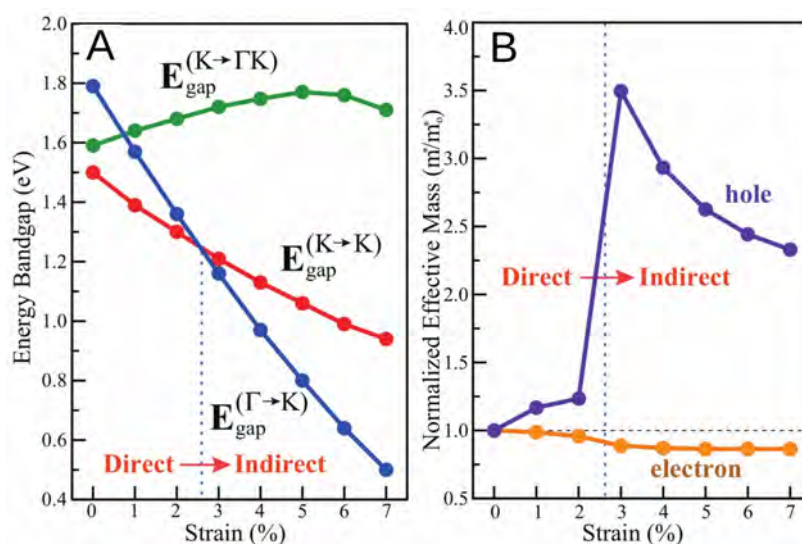 A
2.0
1.8
1.6
1.4
1.2
1.0
0.8
0.6
0.4
Energy Bandgap (eV)
E_gap^(K→ΓK)
E_gap^(K→K)
E_gap^(Γ→K)
Direct → Indirect
0 1 2 3 4 5 6 7
Strain (%)
B
4.0
3.5
3.0
2.5
2.0
1.5
1.0
0.5
Normalized Effective Mass (m*/m*₀)
hole
Direct → Indirect
electron
0 1 2 3 4 5 6 7
Strain (%)